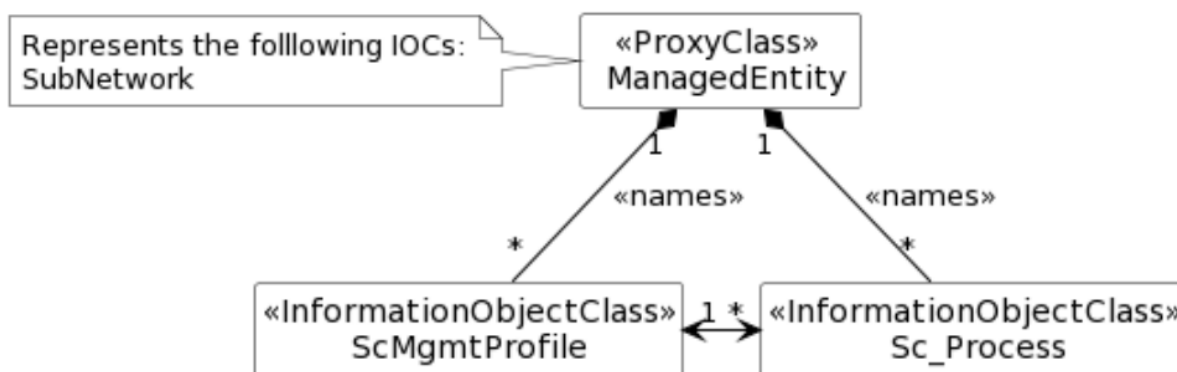 Represents the folllowing IOCs:
SubNetwork
«ProxyClass»
ManagedEntity
1
1
«names»
«names»
*
*
«InformationObjectClass»
ScMgmtProfile
1 *
«InformationObjectClass»
Sc_Process